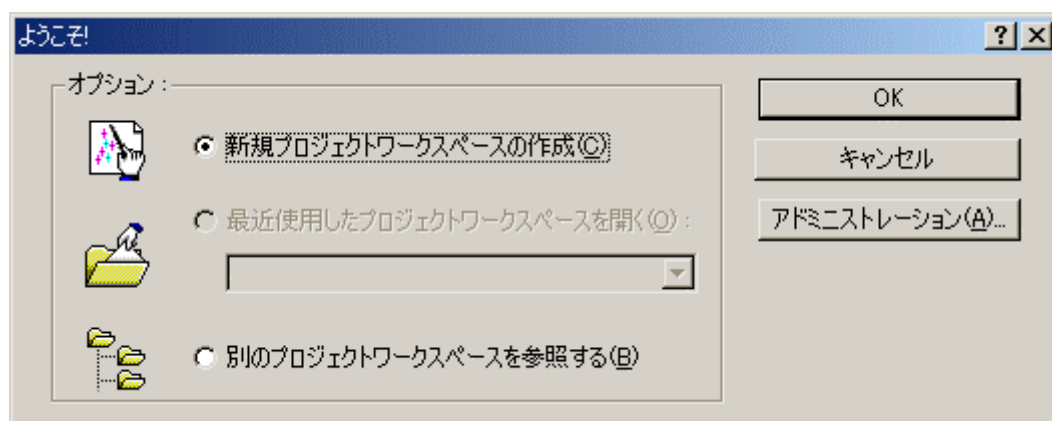 ようこそ!
オプション :
新規プロジェクトワークスペースの作成(C)
最近使用したプロジェクトワークスペースを開く(O) :
別のプロジェクトワークスペースを参照する(B)
OK
キャンセル
アドミニストレーション(A)...